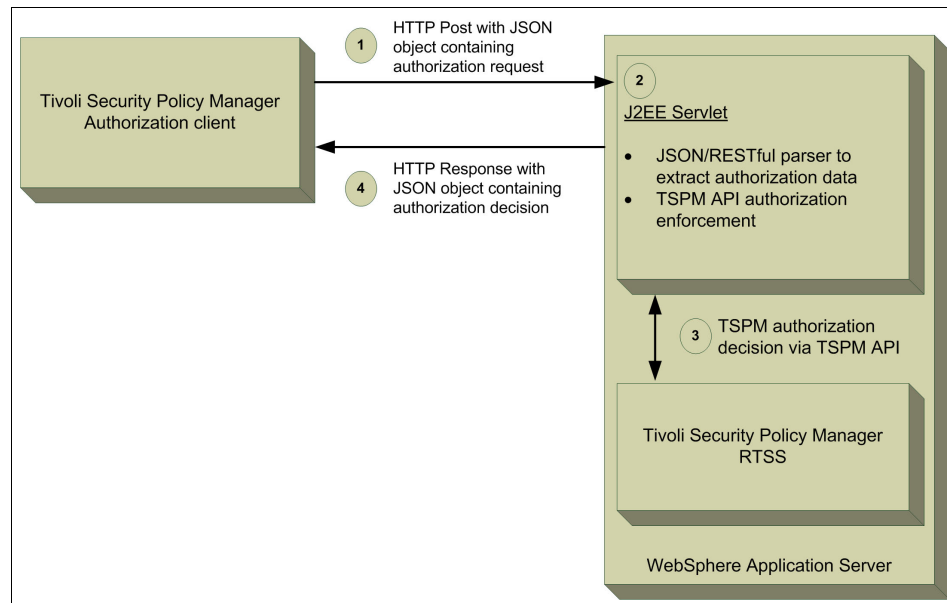 Tivoli Security Policy Manager
Authorization client
1
HTTP Post with JSON
object containing
authorization request
4
HTTP Response with
JSON object containing
authorization decision
2
J2EE Servlet
• JSON/RESTful parser to
extract authorization data
• TSPM API authorization
enforcement
3
TSPM authorization
decision via TSPM API
Tivoli Security Policy Manager
RTSS
WebSphere Application Server